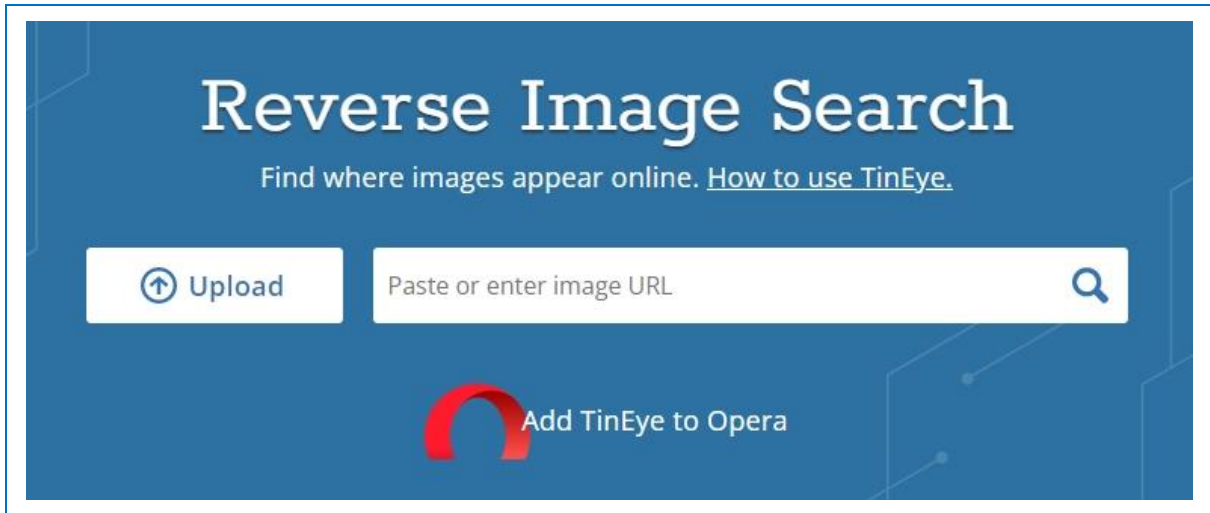 Reverse Image Search
Find where images appear online. How to use TinEye.
Upload
Paste or enter image URL
Add TinEye to Opera